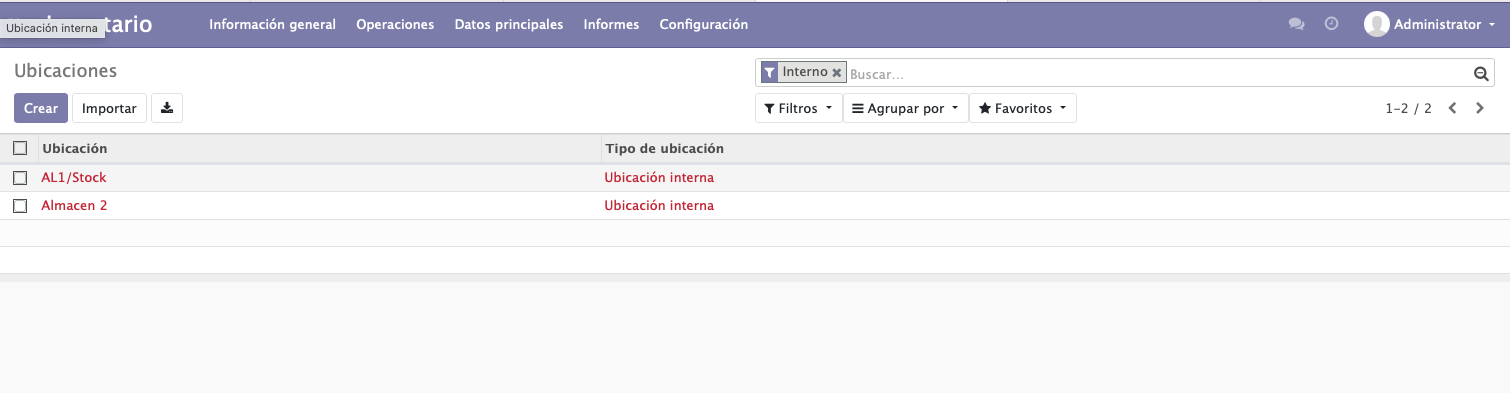 Ubicación interna
tario
Información general Operaciones Datos principales Informes Configuración
Administrator
Ubicaciones
Interno Buscar...
Crear Importar
Filtros Agrupar por Favoritos
1-2 / 2
Ubicación Tipo de ubicación
AL1/Stock Ubicación interna
Almacen 2 Ubicación interna